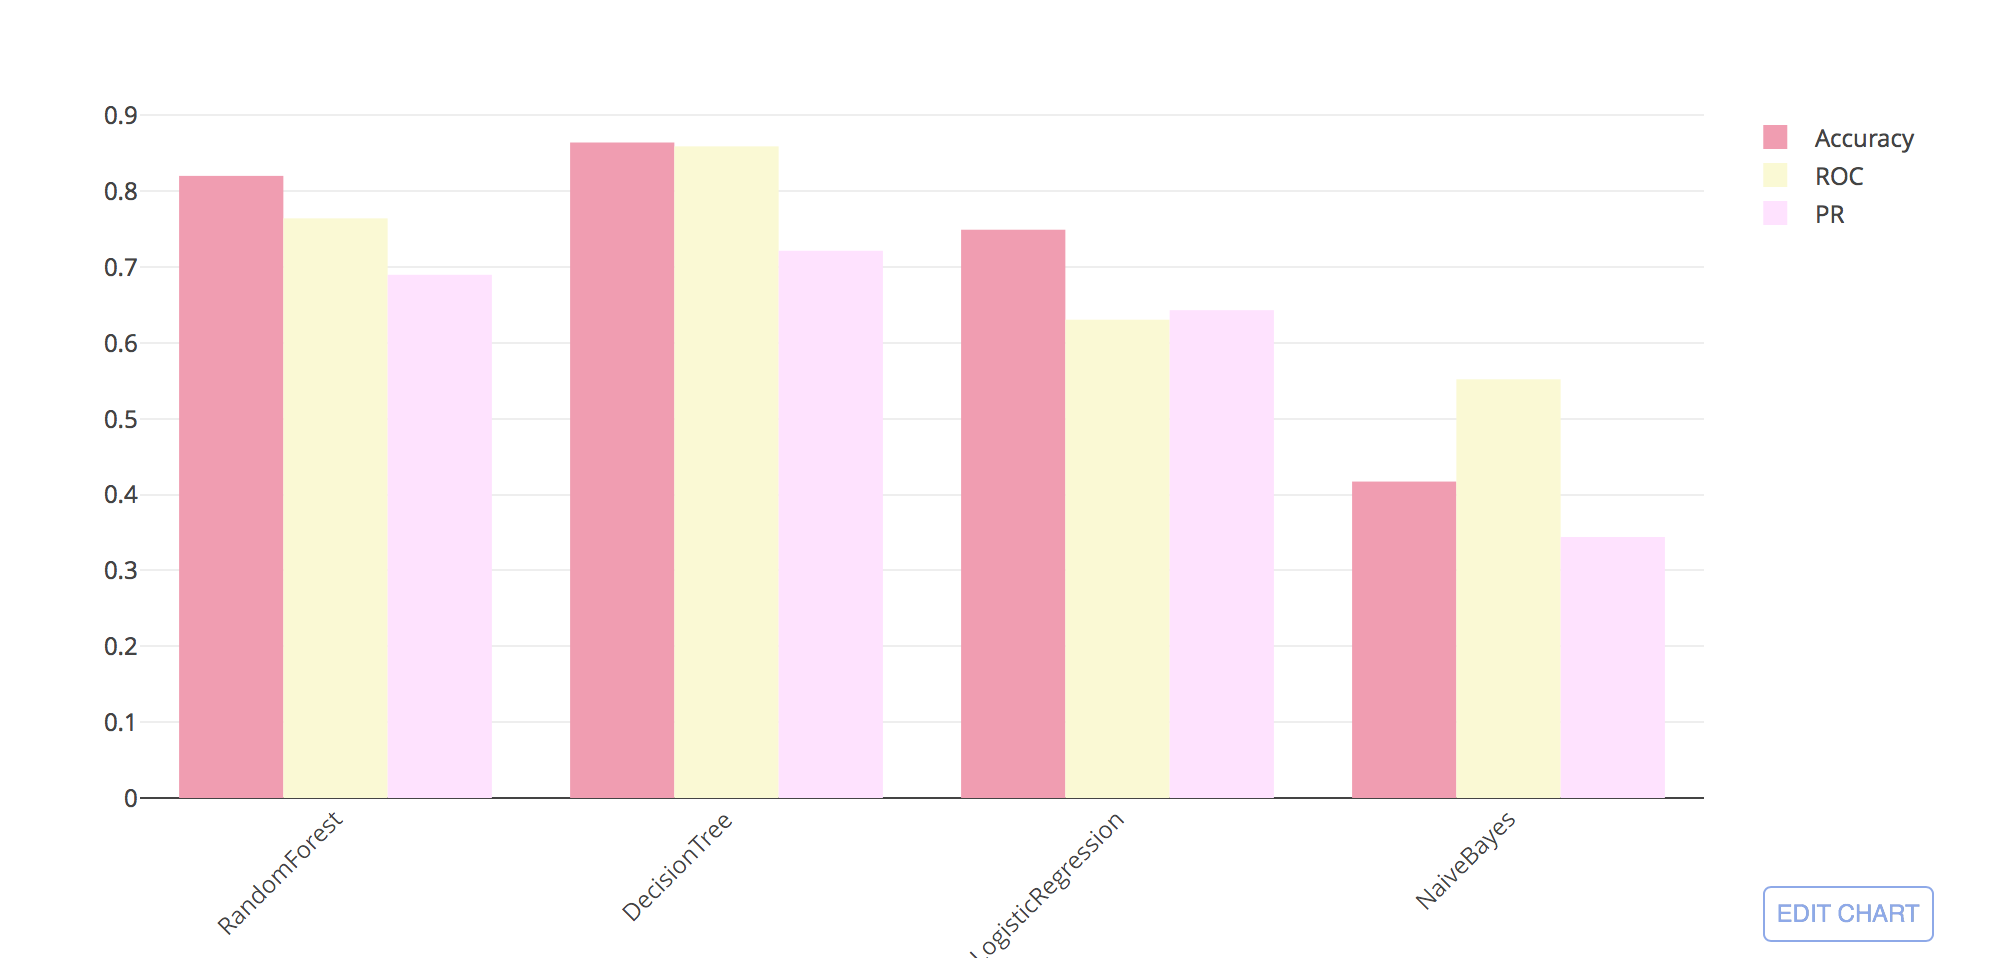 0.9
0.8
0.7
0.6
0.5
0.4
0.3
0.2
0.1
0
RandomForest
DecisionTree
LogisticRegression
NaiveBayes
Accuracy
ROC
PR
EDIT CHART